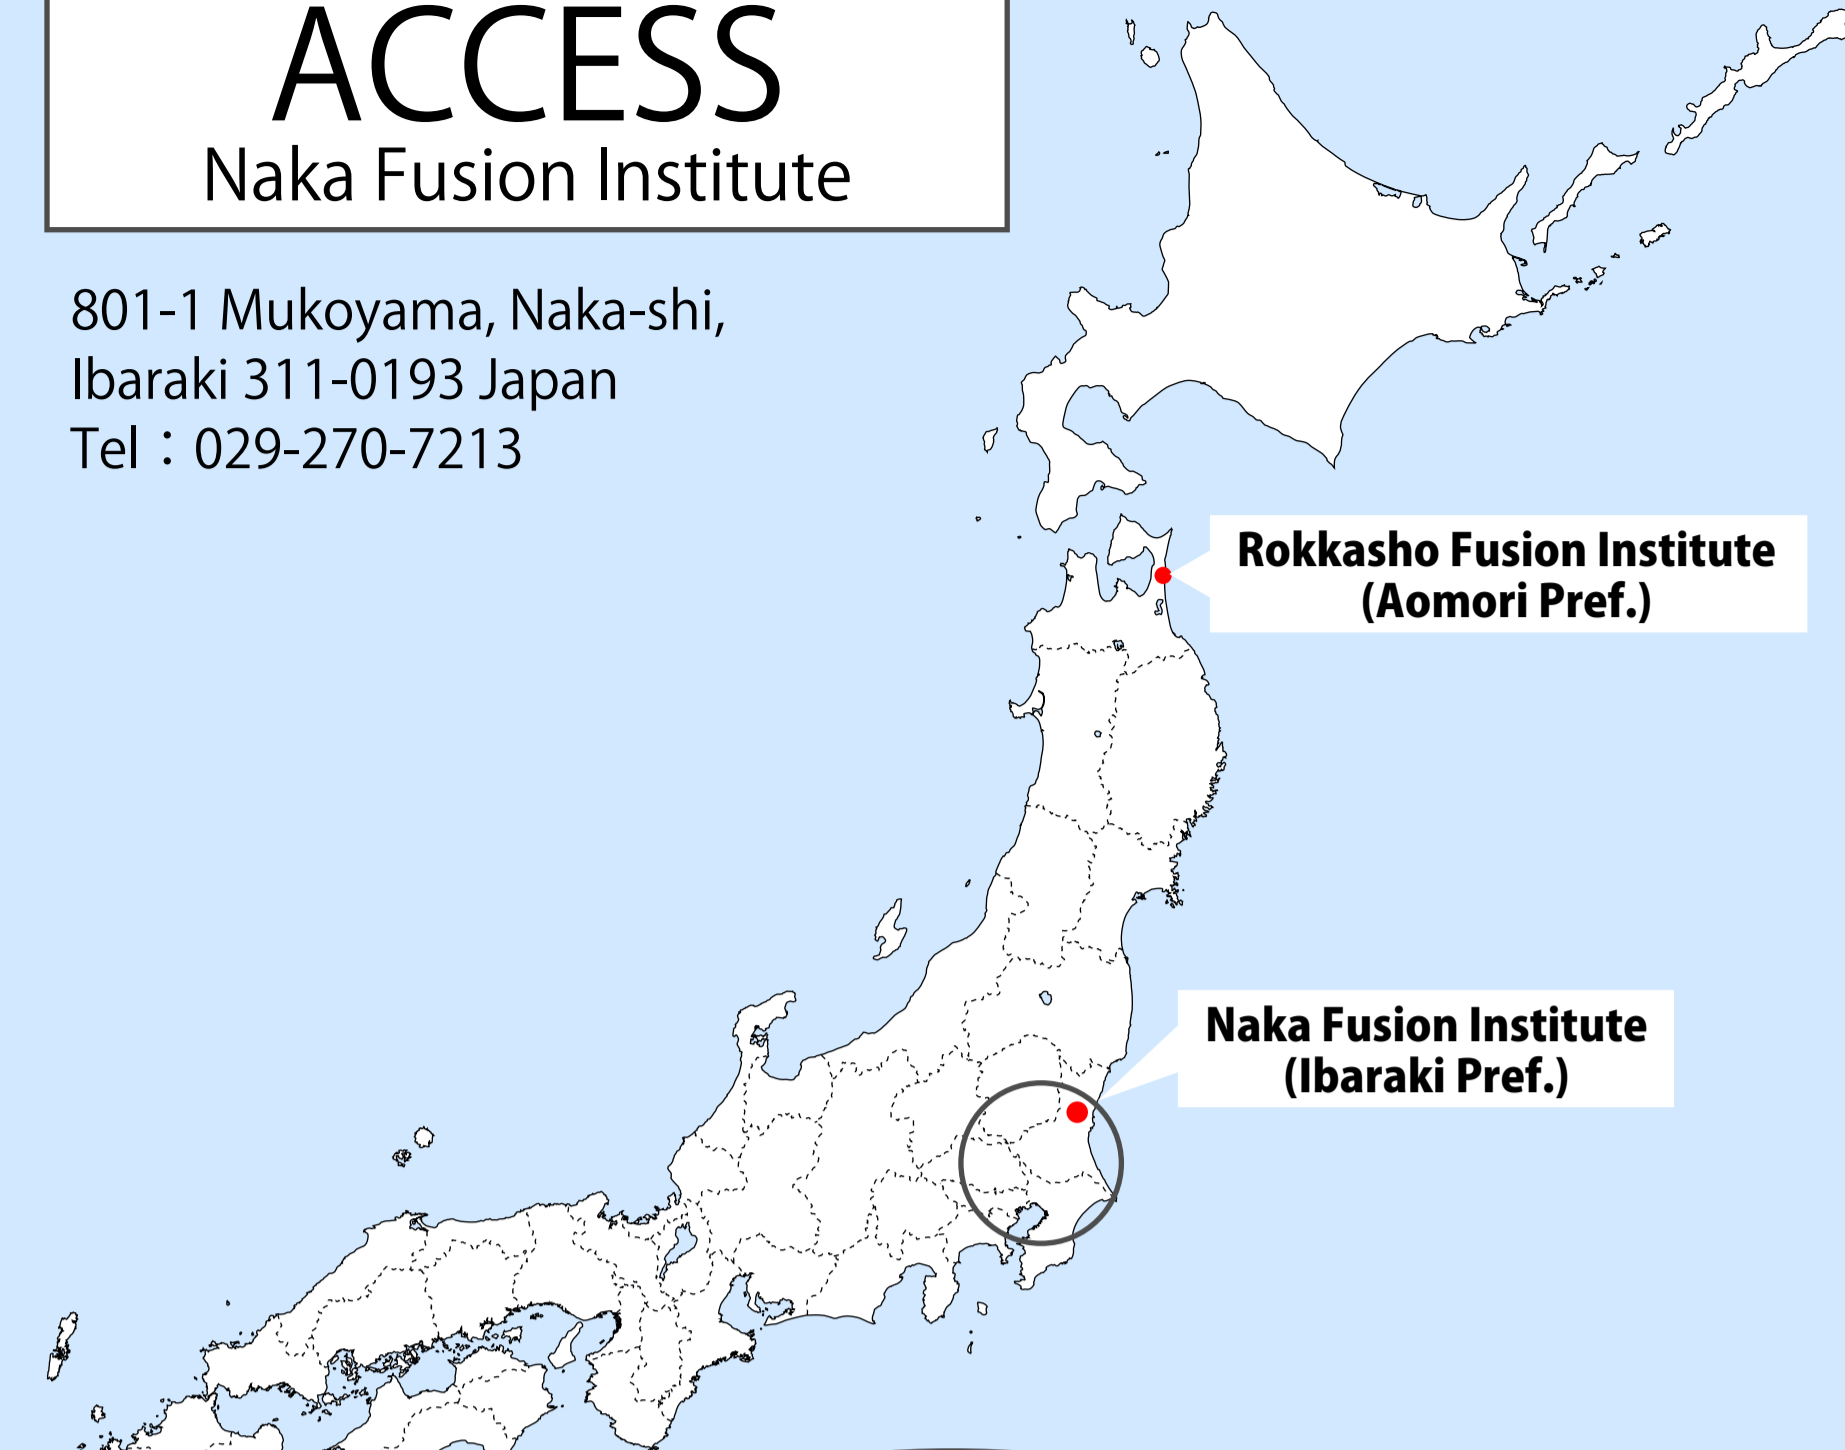 ACCESS
Naka Fusion Institute
801-1 Mukoyama, Naka-shi,
Ibaraki 311-0193 Japan
Tel：029-270-7213
Rokkasho Fusion Institute
(Aomori Pref.)
Naka Fusion Institute
(Ibaraki Pref.)